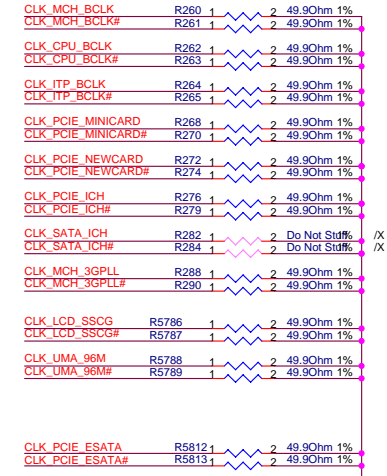 CLK_MCH_BCLK R260 1 2 49.9Ohm 1%
CLK_MCH_BCLK# R261 1 2 49.9Ohm 1%
CLK_CPU_BCLK R262 1 2 49.9Ohm 1%
CLK_CPU_BCLK# R263 1 2 49.9Ohm 1%
CLK_ITP_BCLK R264 1 2 49.9Ohm 1%
CLK_ITP_BCLK# R265 1 2 49.9Ohm 1%
CLK_PCIE_MINICARD R268 1 2 49.9Ohm 1%
CLK_PCIE_MINICARD# R270 1 2 49.9Ohm 1%
CLK_PCIE_NEWCARD R272 1 2 49.9Ohm 1%
CLK_PCIE_NEWCARD# R274 1 2 49.9Ohm 1%
CLK_PCIE_ICH R276 1 2 49.9Ohm 1%
CLK_PCIE_ICH# R279 1 2 49.9Ohm 1%
CLK_SATA_ICH R282 1 2 Do Not Stuff 1% /X
CLK_SATA_ICH# R284 1 2 Do Not Stuff 1% /X
CLK_MCH_3GPLL R288 1 2 49.9Ohm 1%
CLK_MCH_3GPLL# R290 1 2 49.9Ohm 1%
CLK_LCD_SSCG R5786 1 2 49.9Ohm 1%
CLK_LCD_SSCG# R5787 1 2 49.9Ohm 1%
CLK_UMA_96M R5788 1 2 49.9Ohm 1%
CLK_UMA_96M# R5789 1 2 49.9Ohm 1%
CLK_PCIE_ESATA R5812 1 2 49.9Ohm 1%
CLK_PCIE_ESATA# R5813 1 2 49.9Ohm 1%